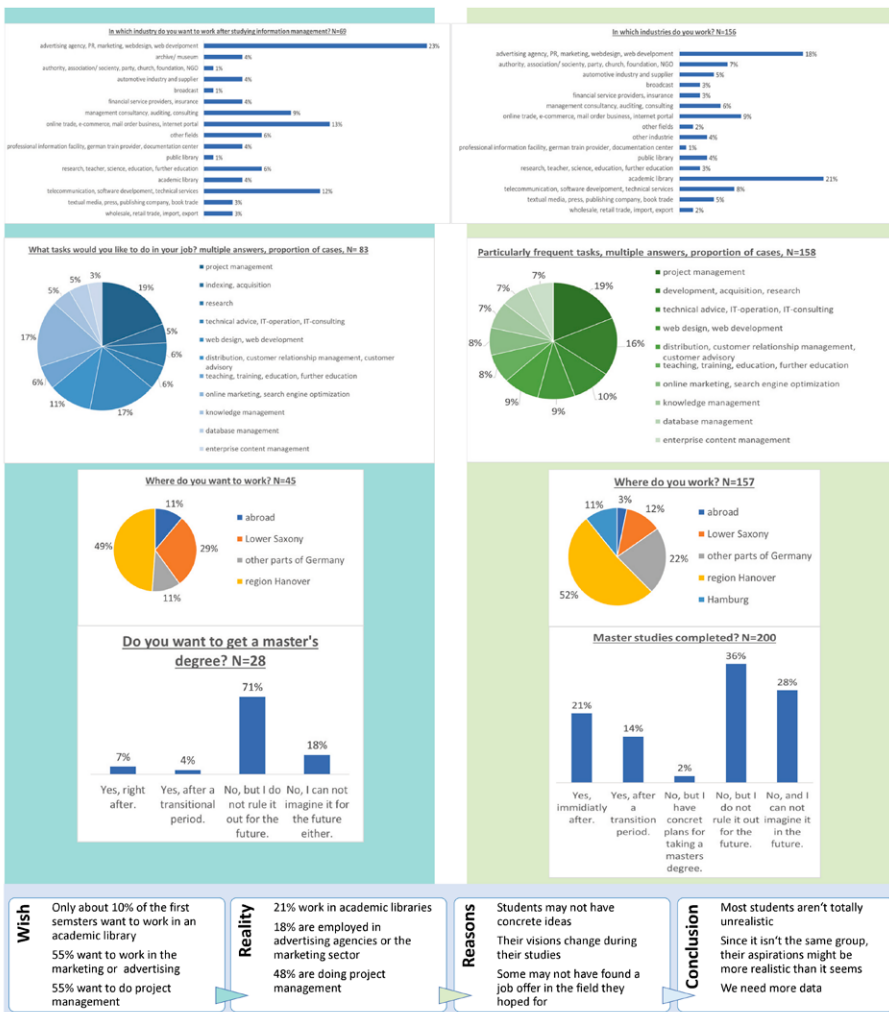 In which industry do you want to work after studying information management? N=69
advertising agency, PR, marketing, webdesign, web development
23%
archive/ museum
4%
authority, association/ society, party, church, foundation, NGO
1%
automotive industry and supplier
4%
broadcast
1%
financial service providers, insurance
4%
management consultancy, auditing, consulting
9%
online trade, e-commerce, mail order business, internet portal
13%
other fields
6%
professional information facility, german train provider, documentation center
4%
public library
1%
research, teacher, science, education, further education
6%
academic library
4%
telecommunication, software development, technical services
12%
textual media, press, publishing company, book trade
3%
wholesale, retail trade, import, export
3%
In which industries do you work? N=156
advertising agency, PR, marketing, webdesign, web development
18%
authority, association/ society, party, church, foundation, NGO
7%
automotive industry and supplier
5%
broadcast
3%
financial service providers, insurance
3%
management consultancy, auditing, consulting
6%
online trade, e-commerce, mail order business, internet portal
9%
other fields
2%
other industrie
4%
professional information facility, german train provider, documentation center
1%
public library
4%
research, teacher, science, education, further education
3%
academic library
21%
telecommunication, software development, technical services
8%
textual media, press, publishing company, book trade
5%
wholesale, retail trade, import, export
2%
What tasks would you like to do in your job? multiple answers, proportion of cases, N= 83
19%
5%
6%
6%
17%
11%
6%
17%
5%
5%
3%
project management
indexing, acquisition
research
technical advice, IT-operation, IT-consulting
web design, web development
distribution, customer relationship management, customer
advisory
teaching, training, education, further education
online marketing, search engine optimization
knowledge management
database management
enterprise content management
Particularly frequent tasks, multiple answers, proportion of cases, N=158
19%
16%
10%
9%
9%
8%
8%
7%
7%
7%
project management
development, acquisition, research
technical advice, IT-operation, IT-consulting
web design, web development
distribution, customer relationship management,
customer advisory
teaching, training, education, further education
online marketing, search engine optimization
knowledge management
database management
enterprise content management
Where do you want to work? N=45
11%
29%
11%
49%
abroad
Lower Saxony
other parts of Germany
region Hanover
Where do you work? N=157
3%
12%
22%
52%
11%
abroad
Lower Saxony
other parts of Germany
region Hanover
Hamburg
Do you want to get a master's
degree? N=28
7%
4%
71%
18%
Yes, right
after.
Yes, after a
transitional
period.
No, but I do
not rule it
out for the
future.
No, I can not
imagine it for
the future
either.
Master studies completed? N=200
21%
14%
2%
36%
28%
Yes,
immidiatly
after.
Yes, after a
transition
period.
No, but I
have
concret
plans for
taking a
masters
degree.
No, but I do
not rule it
out for the
future.
No, and I
can not
imagine it
in the
future.
Wish
Only about 10% of the first
semsters want to work in an
academic library
55% want to work in the
marketing or advertising
55% want to do project
management
Reality
21% work in academic libraries
18% are employed in
advertising agencies or the
marketing sector
48% are doing project
management
Reasons
Students may not have
concrete ideas
Their visions change during
their studies
Some may not have found a
job offer in the field they
hoped for
Conclusion
Most students aren't totally
unrealistic
Since it isn't the same group,
their aspirations might be
more realistic than it seems
We need more data